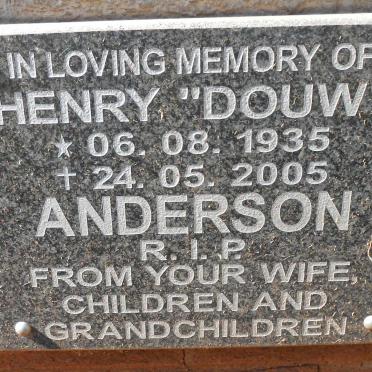 IN LOVING MEMORY OF
HENRY "DOUW
★ 06. 08. 1935
✝ 24. 05. 2005
ANDERSON
R. I. P.
FROM YOUR WIFE,
CHILDREN AND
GRANDCHILDREN